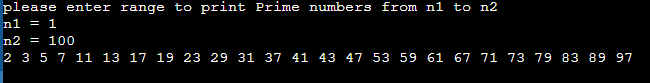 please enter range to print Prime numbers from n1 to n2
n1 = 1
n2 = 100
2 3 5 7 11 13 17 19 23 29 31 37 41 43 47 53 59 61 67 71 73 79 83 89 97